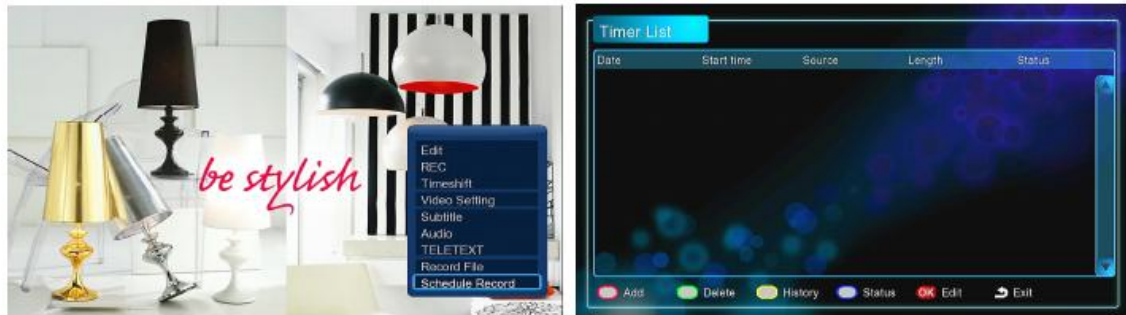 be stylish
Edit
REC
Timeshift
Video Setting
Subtitle
Audio
TELETEXT
Record File
Schedule Record
Timer List
Date Start time Source Length Status
Add Delete History Status OK Edit Exit